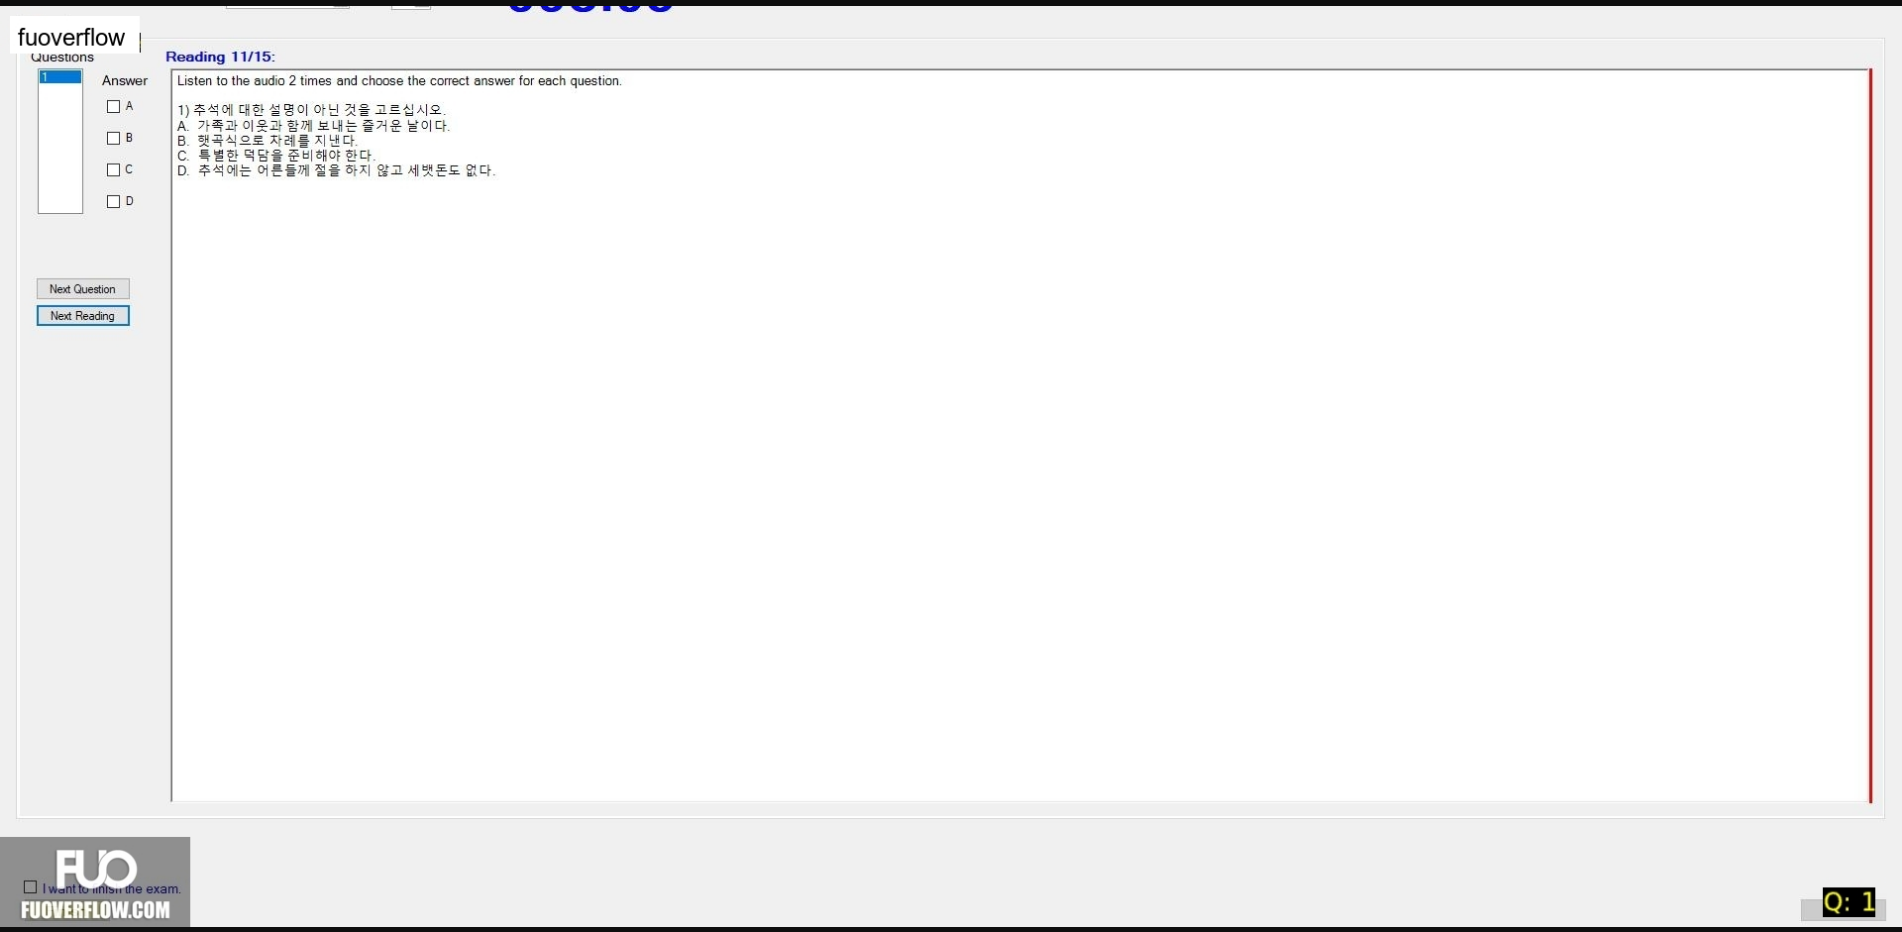 fuoverflow
Questions
Reading 11/15:
1
Answer
A
B
C
D
Next Question
Next Reading
Listen to the audio 2 times and choose the correct answer for each question.
1) 추석에 대한 설명이 아닌 것을 고르십시오.
A. 가족과 이웃과 함께 보내는 즐거운 날이다.
B. 햇곡식으로 차례를 지낸다.
C. 특별한 덕담을 준비해야 한다.
D. 추석에는 어른들께 절을 하지 않고 세뱃돈도 없다.
FUO
I want to finish the exam.
FUOVERFLOW.COM
Q: 1